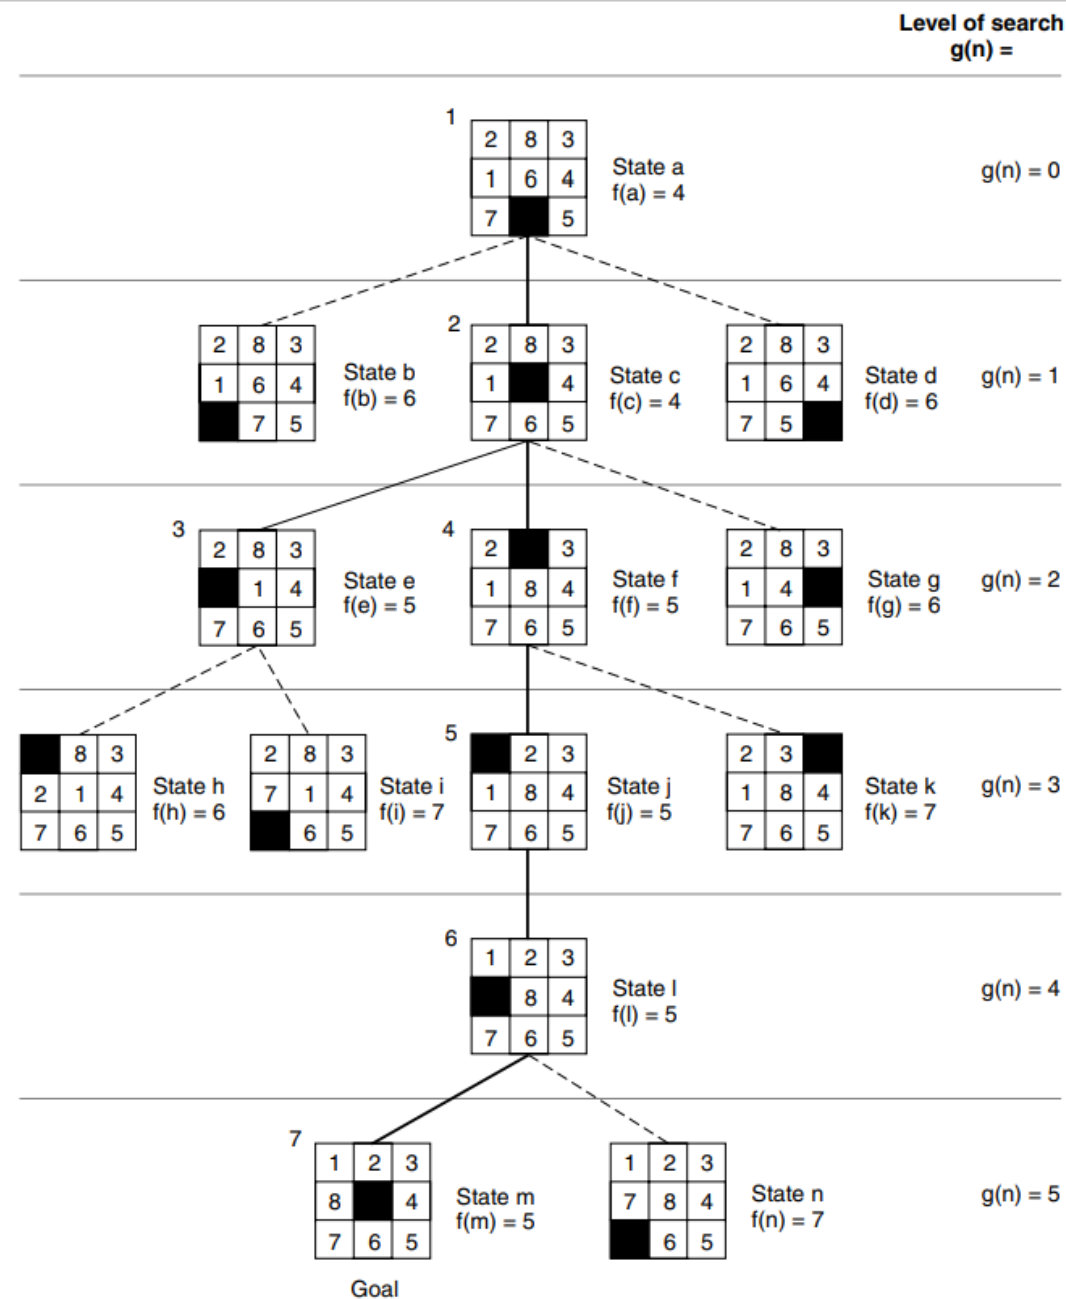 Level of search
g(n) =
1
2 8 3
1 6 4
7 5
State a
f(a) = 4
g(n) = 0
2 8 3
1 6 4
7 5
State b
f(b) = 6
2
2 8 3
1 4
7 6 5
State c
f(c) = 4
2 8 3
1 6 4
7 5
State d
f(d) = 6
g(n) = 1
3
2 8 3
1 4
7 6 5
State e
f(e) = 5
4
2 3
1 8 4
7 6 5
State f
f(f) = 5
2 8 3
1 4
7 6 5
State g
f(g) = 6
g(n) = 2
8 3
2 1 4
7 6 5
State h
f(h) = 6
2 8 3
7 1 4
6 5
State i
f(i) = 7
5
2 3
1 8 4
7 6 5
State j
f(j) = 5
2 3
1 8 4
7 6 5
State k
f(k) = 7
g(n) = 3
6
1 2 3
8 4
7 6 5
State l
f(l) = 5
g(n) = 4
7
1 2 3
8 4
7 6 5
State m
f(m) = 5
Goal
1 2 3
7 8 4
6 5
State n
f(n) = 7
g(n) = 5